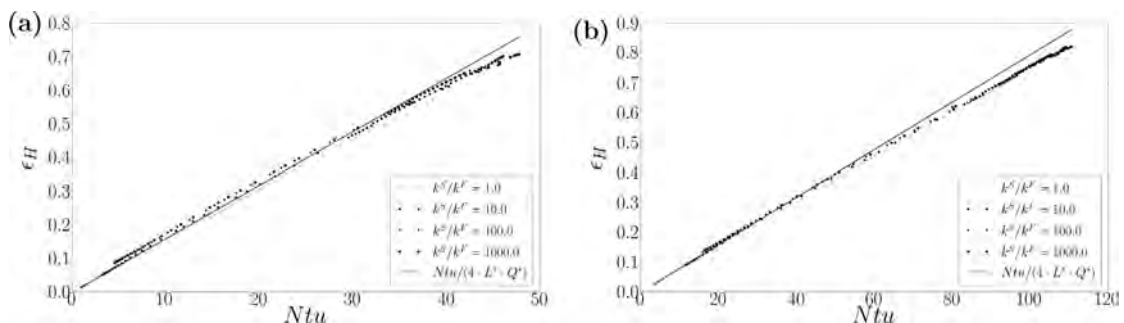 (a)
0.8
0.7
0.6
0.5
0.4
0.3
0.2
0.1
0.0
ϵ_H
0 10 20 30 40 50
Ntu
k^S/k^F = 1.0
k^S/k^F = 10.0
k^S/k^F = 100.0
k^S/k^F = 1000.0
Ntu/(4 · L* · Q*)
(b)
0.9
0.8
0.7
0.6
0.5
0.4
0.3
0.2
0.1
0.0
ϵ_H
0 20 40 60 80 100 120
Ntu
k^S/k^F = 1.0
k^S/k^F = 10.0
k^S/k^F = 100.0
k^S/k^F = 1000.0
Ntu/(4 · L* · Q*)